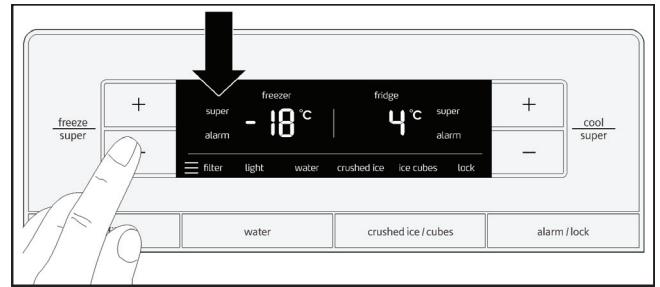 freezer
fridge
super
-18°C
4°C
super
alarm
alarm
filter light water crushed ice ice cubes lock
+
+
freeze
super
cool
super
-
-
water
crushed ice / cubes
alarm / lock